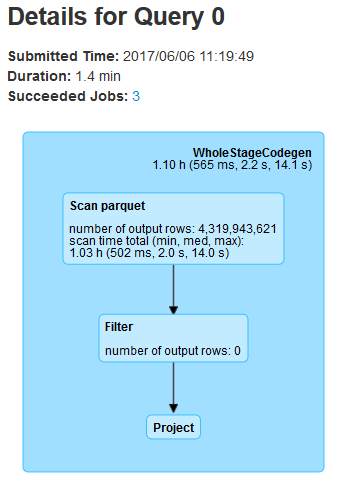 Details for Query 0
Submitted Time: 2017/06/06 11:19:49
Duration: 1.4 min
Succeeded Jobs: 3
WholeStageCodegen
1.10 h (565 ms, 2.2 s, 14.1 s)
Scan parquet
number of output rows: 4,319,943,621
scan time total (min, med, max):
1.03 h (502 ms, 2.0 s, 14.0 s)
Filter
number of output rows: 0
Project